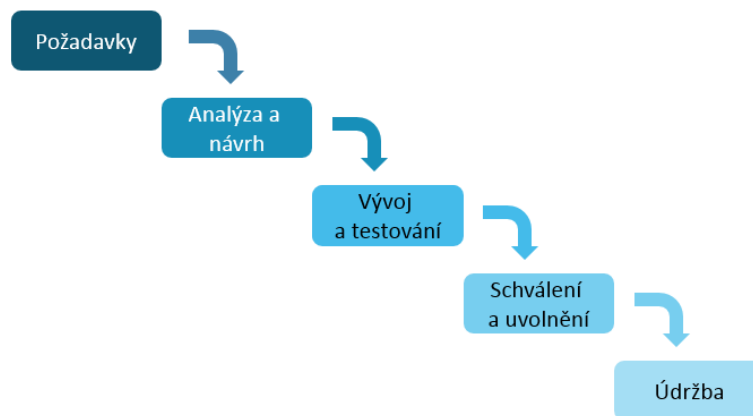 Požadavky
Analýza a
návrh
Vývoj
a testování
Schválení
a uvolnění
Údržba